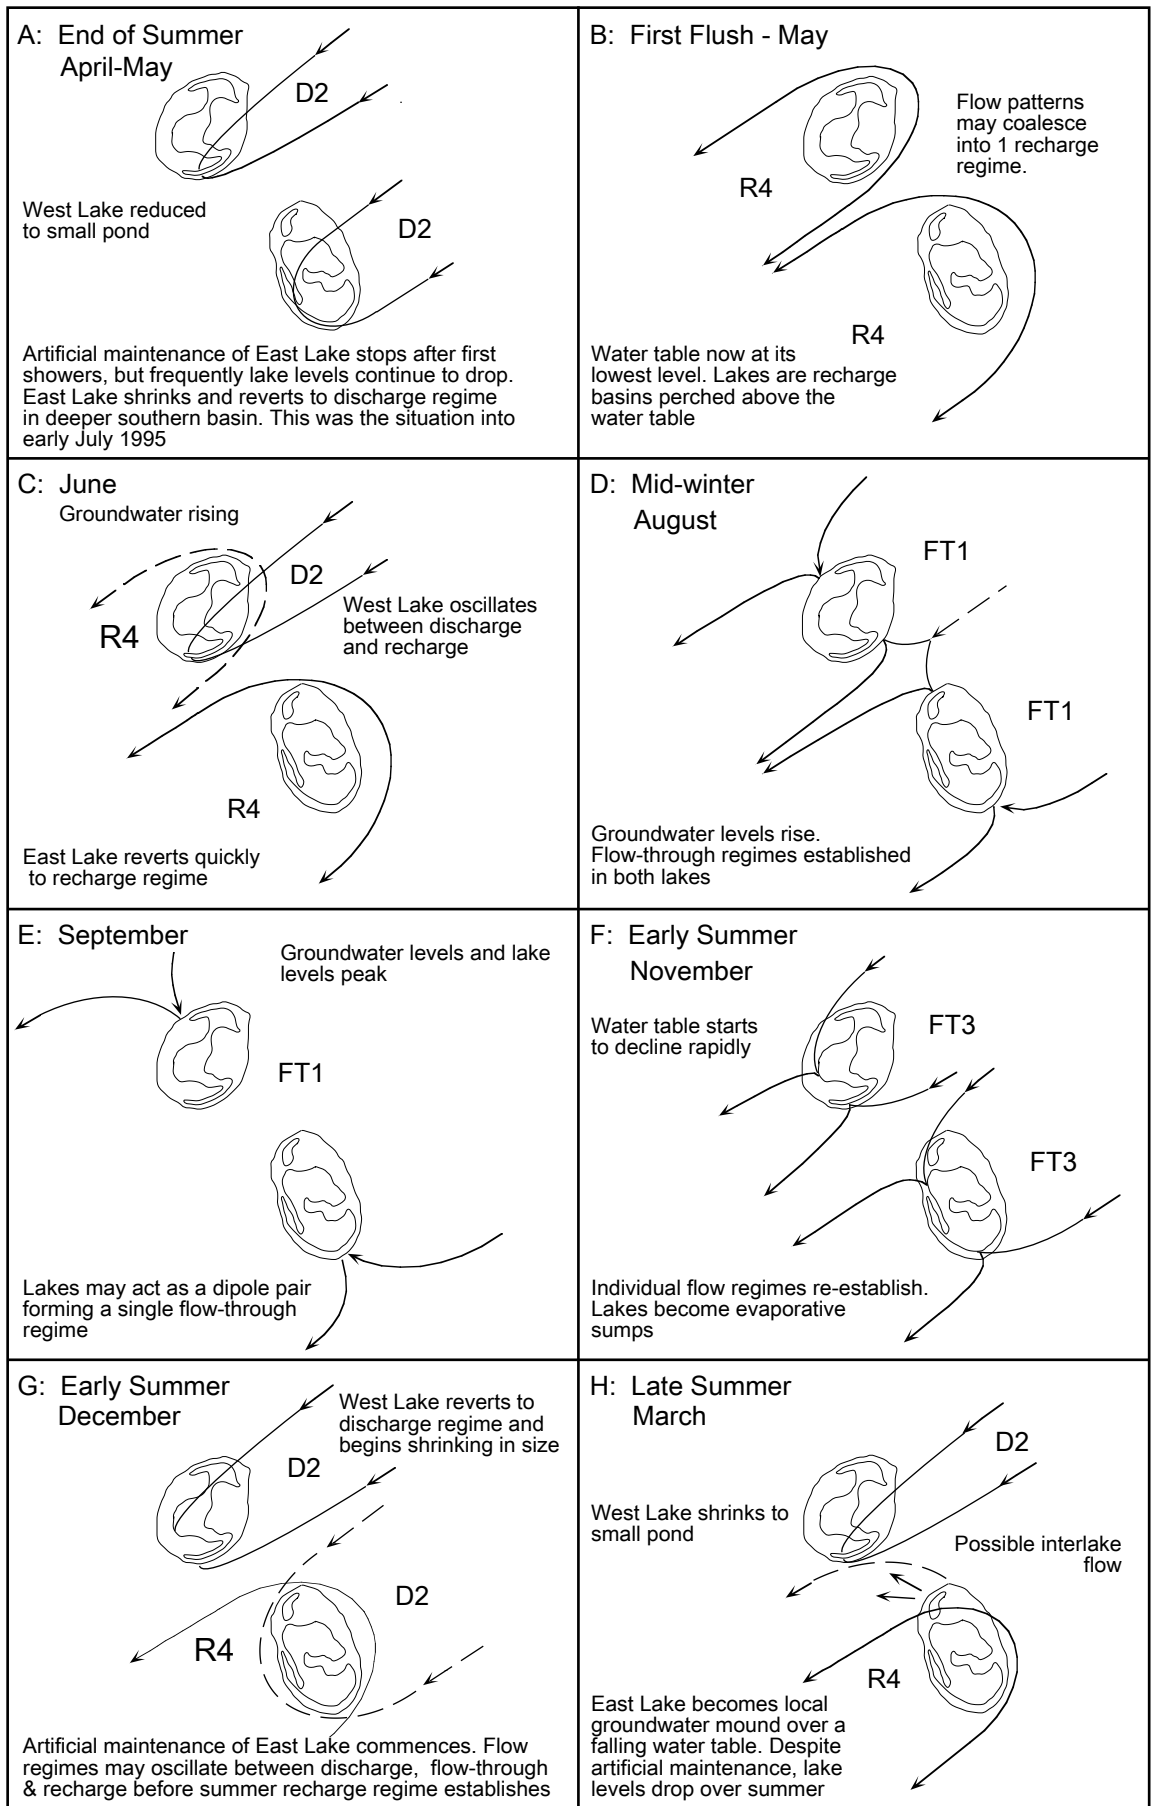 A: End of Summer
April-May
D2
D2
West Lake reduced
to small pond
Artificial maintenance of East Lake stops after first
showers, but frequently lake levels continue to drop.
East Lake shrinks and reverts to discharge regime
in deeper southern basin. This was the situation into
early July 1995
B: First Flush - May
Flow patterns
may coalesce
into 1 recharge
regime.
R4
R4
Water table now at its
lowest level. Lakes are recharge
basins perched above the
water table
C: June
Groundwater rising
D2
R4
West Lake oscillates
between discharge
and recharge
R4
East Lake reverts quickly
to recharge regime
D: Mid-winter
August
FT1
FT1
Groundwater levels rise.
Flow-through regimes established
in both lakes
E: September
Groundwater levels and lake
levels peak
FT1
Lakes may act as a dipole pair
forming a single flow-through
regime
F: Early Summer
November
Water table starts
to decline rapidly
FT3
FT3
Individual flow regimes re-establish.
Lakes become evaporative
sumps
G: Early Summer
December
West Lake reverts to
discharge regime and
begins shrinking in size
D2
D2
R4
Artificial maintenance of East Lake commences. Flow
regimes may oscillate between discharge, flow-through
& recharge before summer recharge regime establishes
H: Late Summer
March
D2
West Lake shrinks to
small pond
Possible interlake
flow
R4
East Lake becomes local
groundwater mound over a
falling water table. Despite
artificial maintenance, lake
levels drop over summer